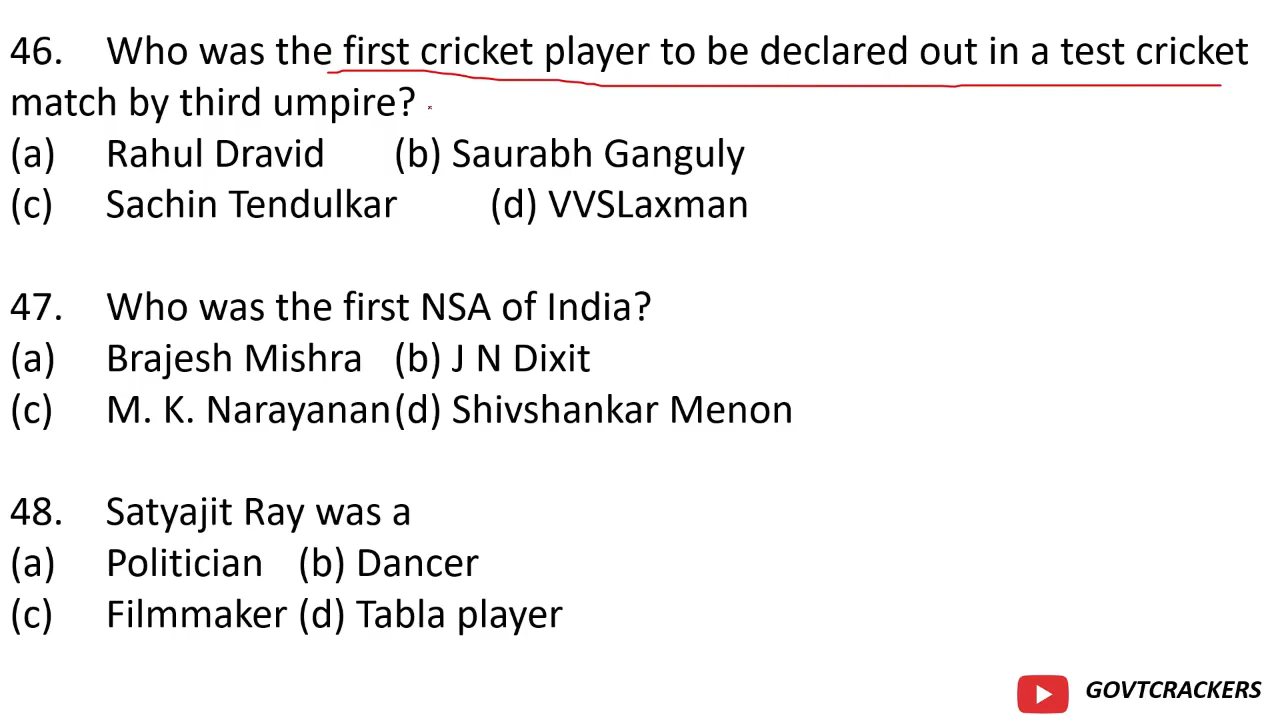 46. Who was the first cricket player to be declared out in a test cricket
match by third umpire?
(a) Rahul Dravid (b) Saurabh Ganguly
(c) Sachin Tendulkar (d) VVSLaxman
47. Who was the first NSA of India?
(a) Brajesh Mishra (b) J N Dixit
(c) M. K. Narayanan(d) Shivshankar Menon
48. Satyajit Ray was a
(a) Politician (b) Dancer
(c) Filmmaker (d) Tabla player
GOVTCRACKERS